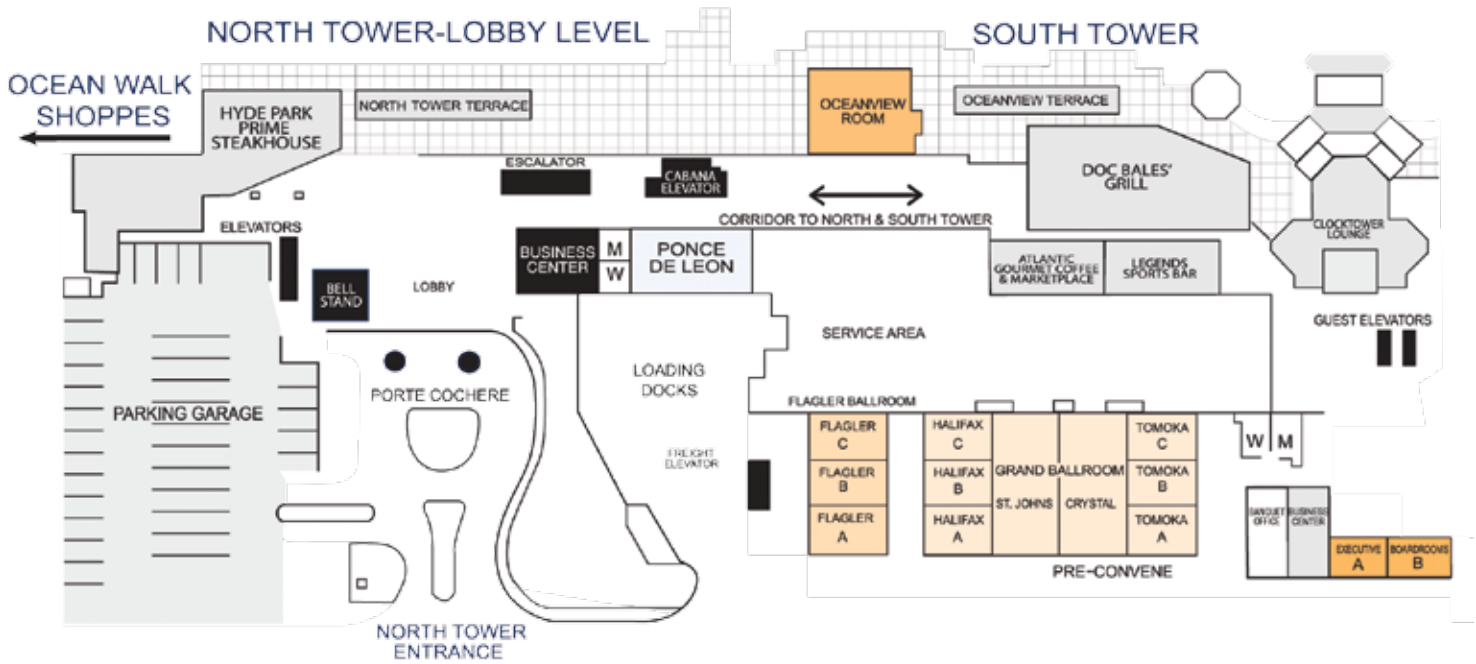 NORTH TOWER-LOBBY LEVEL
SOUTH TOWER
OCEAN WALK
SHOPPES
HYDE PARK
PRIME
STEAKHOUSE
NORTH TOWER TERRACE
OCEANVIEW
ROOM
OCEANVIEW TERRACE
ESCALATOR
CABANA
ELEVATOR
DOC BALES'
GRILL
CORRIDOR TO NORTH & SOUTH TOWER
CLOCKTOWER
LOUNGE
ELEVATORS
BUSINESS
CENTER
M
W
PONCE
DE LEON
ATLANTIC
GOURMET COFFEE
& MARKETPLACE
LEGENDS
SPORTS BAR
BELL
STAND
LOBBY
GUEST ELEVATORS
SERVICE AREA
LOADING
DOCKS
PORTE COCHERE
PARKING GARAGE
FLAGLER BALLROOM
FLAGLER
C
HALIFAX
C
TOMOKA
C
W M
FREIGHT
ELEVATOR
FLAGLER
B
HALIFAX
B
GRAND BALLROOM
TOMOKA
B
ST. JOHNS
CRYSTAL
FLAGLER
A
HALIFAX
A
TOMOKA
A
BANQUET
OFFICE
BUSINESS
CENTER
EXECUTIVE
A
BOARDROOMS
B
PRE-CONVENE
NORTH TOWER
ENTRANCE